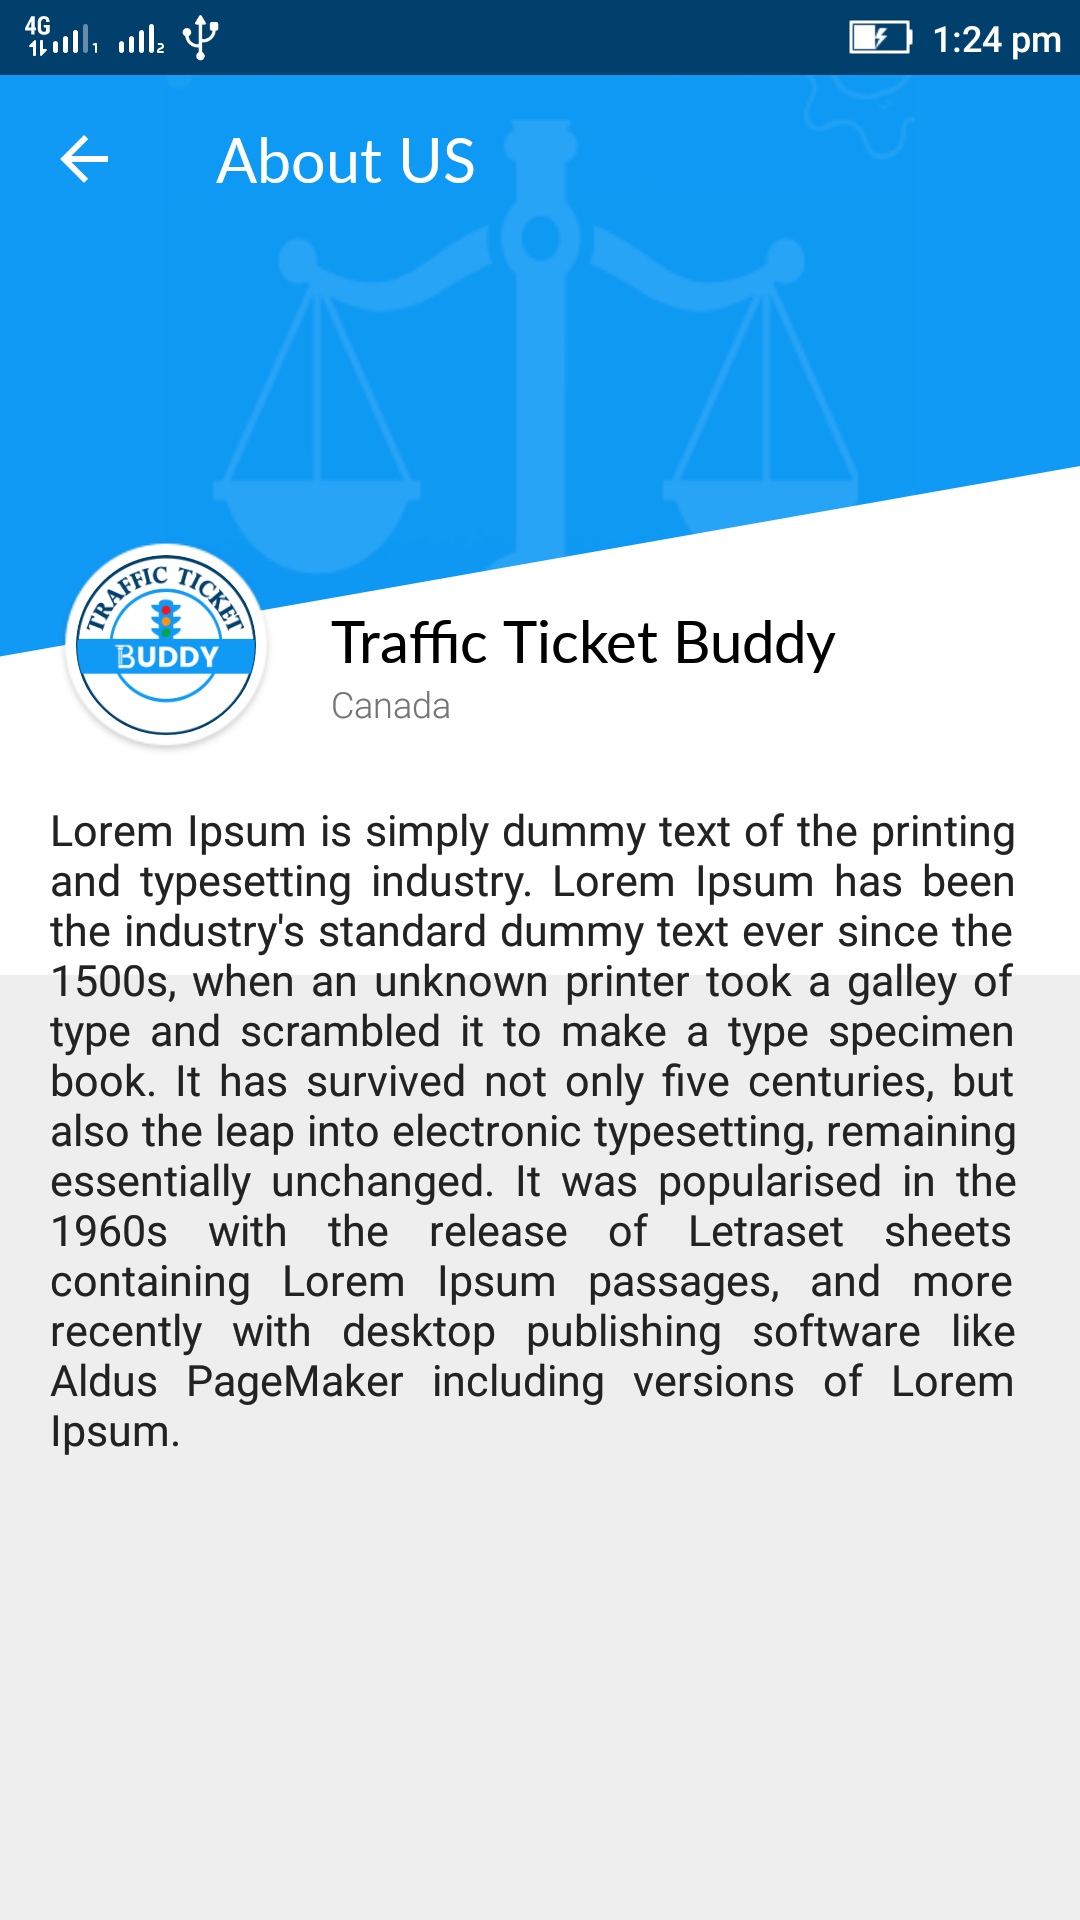 4G 1 2 1:24 pm
About US
TRAFFIC TICKET
BUDDY
Traffic Ticket Buddy
Canada
Lorem Ipsum is simply dummy text of the printing
and typesetting industry. Lorem Ipsum has been
the industry's standard dummy text ever since the
1500s, when an unknown printer took a galley of
type and scrambled it to make a type specimen
book. It has survived not only five centuries, but
also the leap into electronic typesetting, remaining
essentially unchanged. It was popularised in the
1960s with the release of Letraset sheets
containing Lorem Ipsum passages, and more
recently with desktop publishing software like
Aldus PageMaker including versions of Lorem
Ipsum.